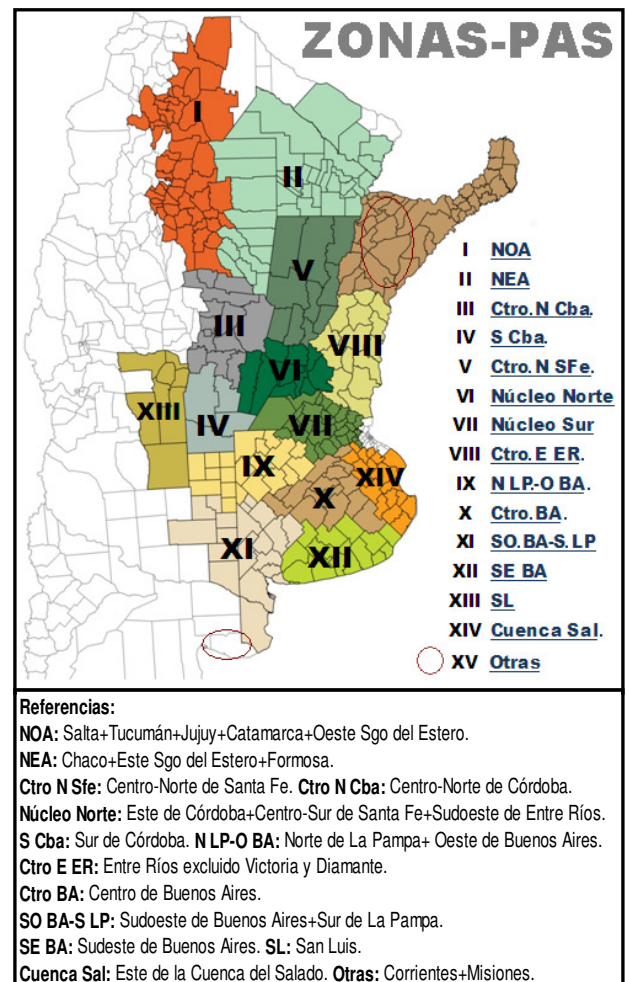 ZONAS-PAS
I
II
V
III
VIII
VI
XIII
IV
VII
IX
XIV
X
XI
XII
I NOA
II NEA
III Ctro.N Cba.
IV S Cba.
V Ctro.N SFe.
VI Núcleo Norte
VII Núcleo Sur
VIII Ctro.E ER.
IX N LP.-O BA.
X Ctro.BA.
XI SO.BA-S.LP
XII SE BA
XIII SL
XIV Cuenca Sal.
XV Otras
Referencias:
NOA: Salta+Tucumán+Jujuy+Catamarca+Oeste Sgo del Estero.
NEA: Chaco+Este Sgo del Estero+Formosa.
Ctro N Sfe: Centro-Norte de Santa Fe. Ctro N Cba: Centro-Norte de Córdoba.
Núcleo Norte: Este de Córdoba+Centro-Sur de Santa Fe+Sudoeste de Entre Ríos.
S Cba: Sur de Córdoba. N LP-O BA: Norte de La Pampa+ Oeste de Buenos Aires.
Ctro E ER: Entre Ríos excluido Victoria y Diamante.
Ctro BA: Centro de Buenos Aires.
SO BA-S LP: Sudoeste de Buenos Aires+Sur de La Pampa.
SE BA: Sudeste de Buenos Aires. SL: San Luis.
Cuenca Sal: Este de la Cuenca del Salado. Otras: Corrientes+Misiones.